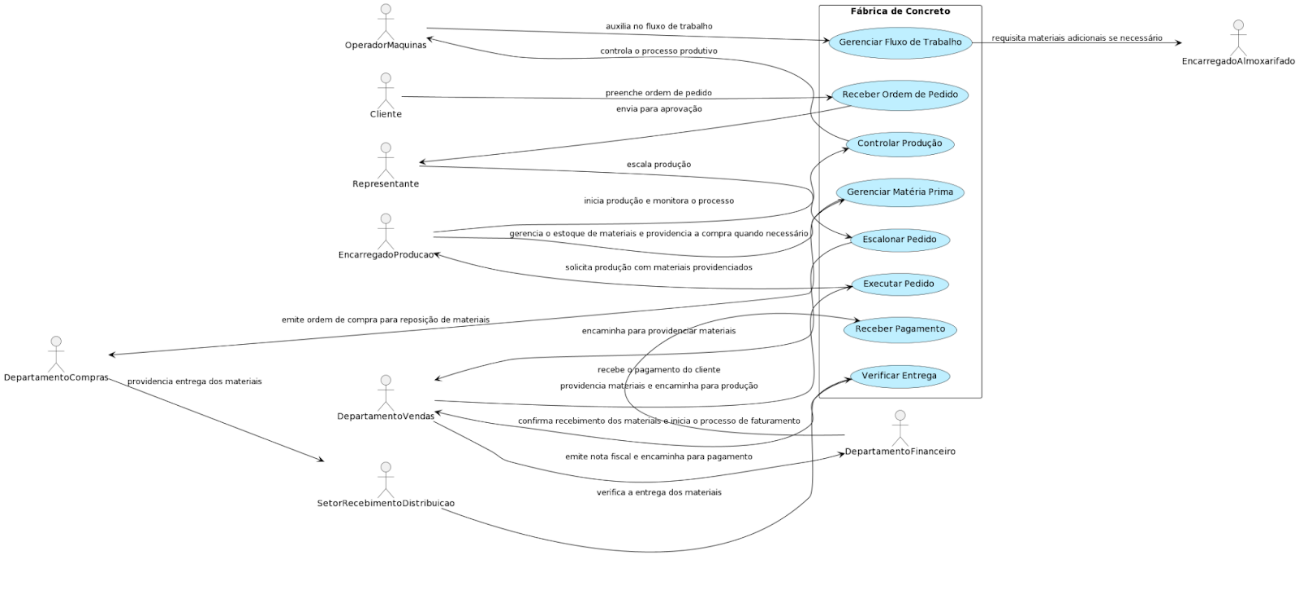 Fábrica de Concreto
auxilia no fluxo de trabalho
OperadorMaquinas
Gerenciar Fluxo de Trabalho
requisita materiais adicionais se necessário
EncarregadoAlmoxarifado
controla o processo produtivo
preenche ordem de pedido
Receber Ordem de Pedido
envia para aprovação
Cliente
Controlar Produção
escala produção
Representante
Gerenciar Matéria Prima
inicia produção e monitora o processo
gerencia o estoque de materiais e providencia a compra quando necessário
Escalonar Pedido
EncarregadoProducao
solicita produção com materiais providenciados
Executar Pedido
emite ordem de compra para reposição de materiais
encaminha para providenciar materiais
Receber Pagamento
recebe o pagamento do cliente
DepartamentoCompras
providencia entrega dos materiais
providencia materiais e encaminha para produção
Verificar Entrega
DepartamentoVendas
confirma recebimento dos materiais e inicia o processo de faturamento
emite nota fiscal e encaminha para pagamento
DepartamentoFinanceiro
verifica a entrega dos materiais
SetorRecebimentoDistribuicao